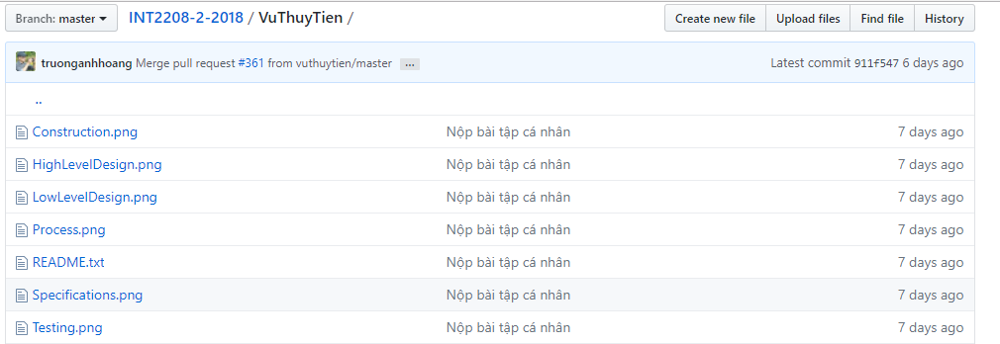 Branch: master INT2208-2-2018 / VuThuyTien / Create new file Upload files Find file History
truonganhhoang Merge pull request #361 from vuthuytien/master ... Latest commit 911f547 6 days ago
..
Construction.png Nộp bài tập cá nhân 7 days ago
HighLevelDesign.png Nộp bài tập cá nhân 7 days ago
LowLevelDesign.png Nộp bài tập cá nhân 7 days ago
Process.png Nộp bài tập cá nhân 7 days ago
README.txt Nộp bài tập cá nhân 7 days ago
Specifications.png Nộp bài tập cá nhân 7 days ago
Testing.png Nộp bài tập cá nhân 7 days ago